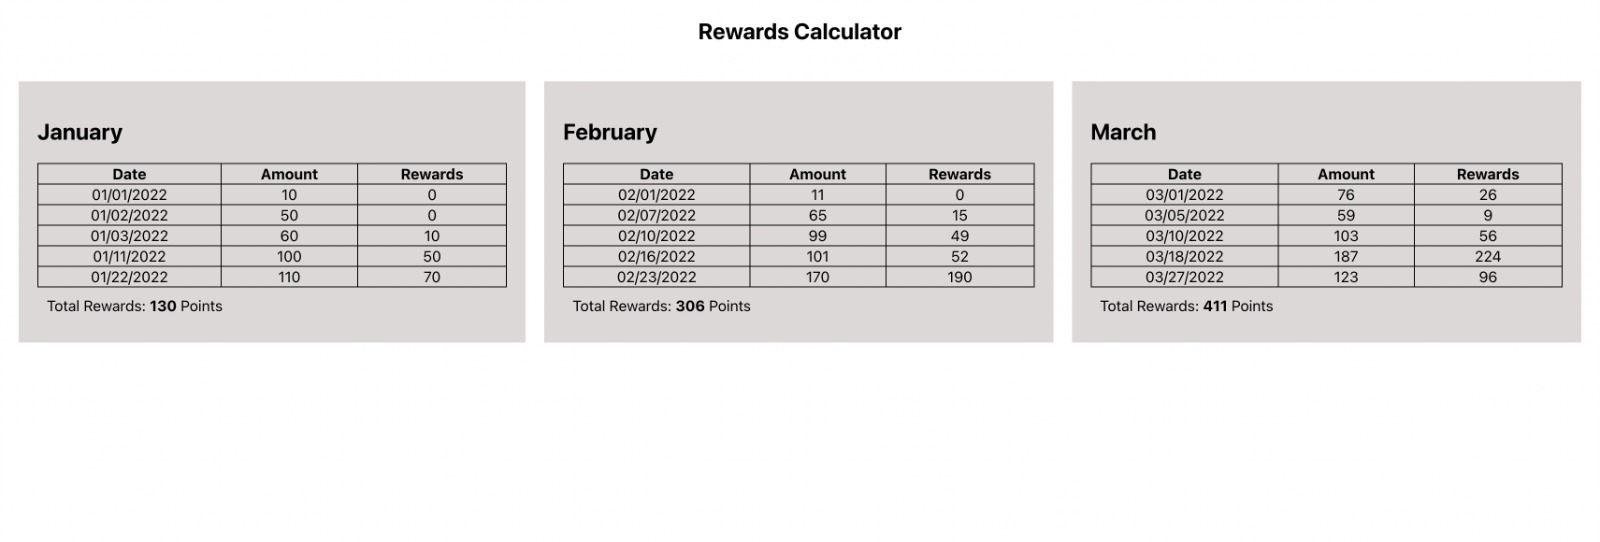 Rewards Calculator
January
Date Amount Rewards
01/01/2022 10 0
01/02/2022 50 0
01/03/2022 60 10
01/11/2022 100 50
01/22/2022 110 70
Total Rewards: 130 Points
February
Date Amount Rewards
02/01/2022 11 0
02/07/2022 65 15
02/10/2022 99 49
02/16/2022 101 52
02/23/2022 170 190
Total Rewards: 306 Points
March
Date Amount Rewards
03/01/2022 76 26
03/05/2022 59 9
03/10/2022 103 56
03/18/2022 187 224
03/27/2022 123 96
Total Rewards: 411 Points